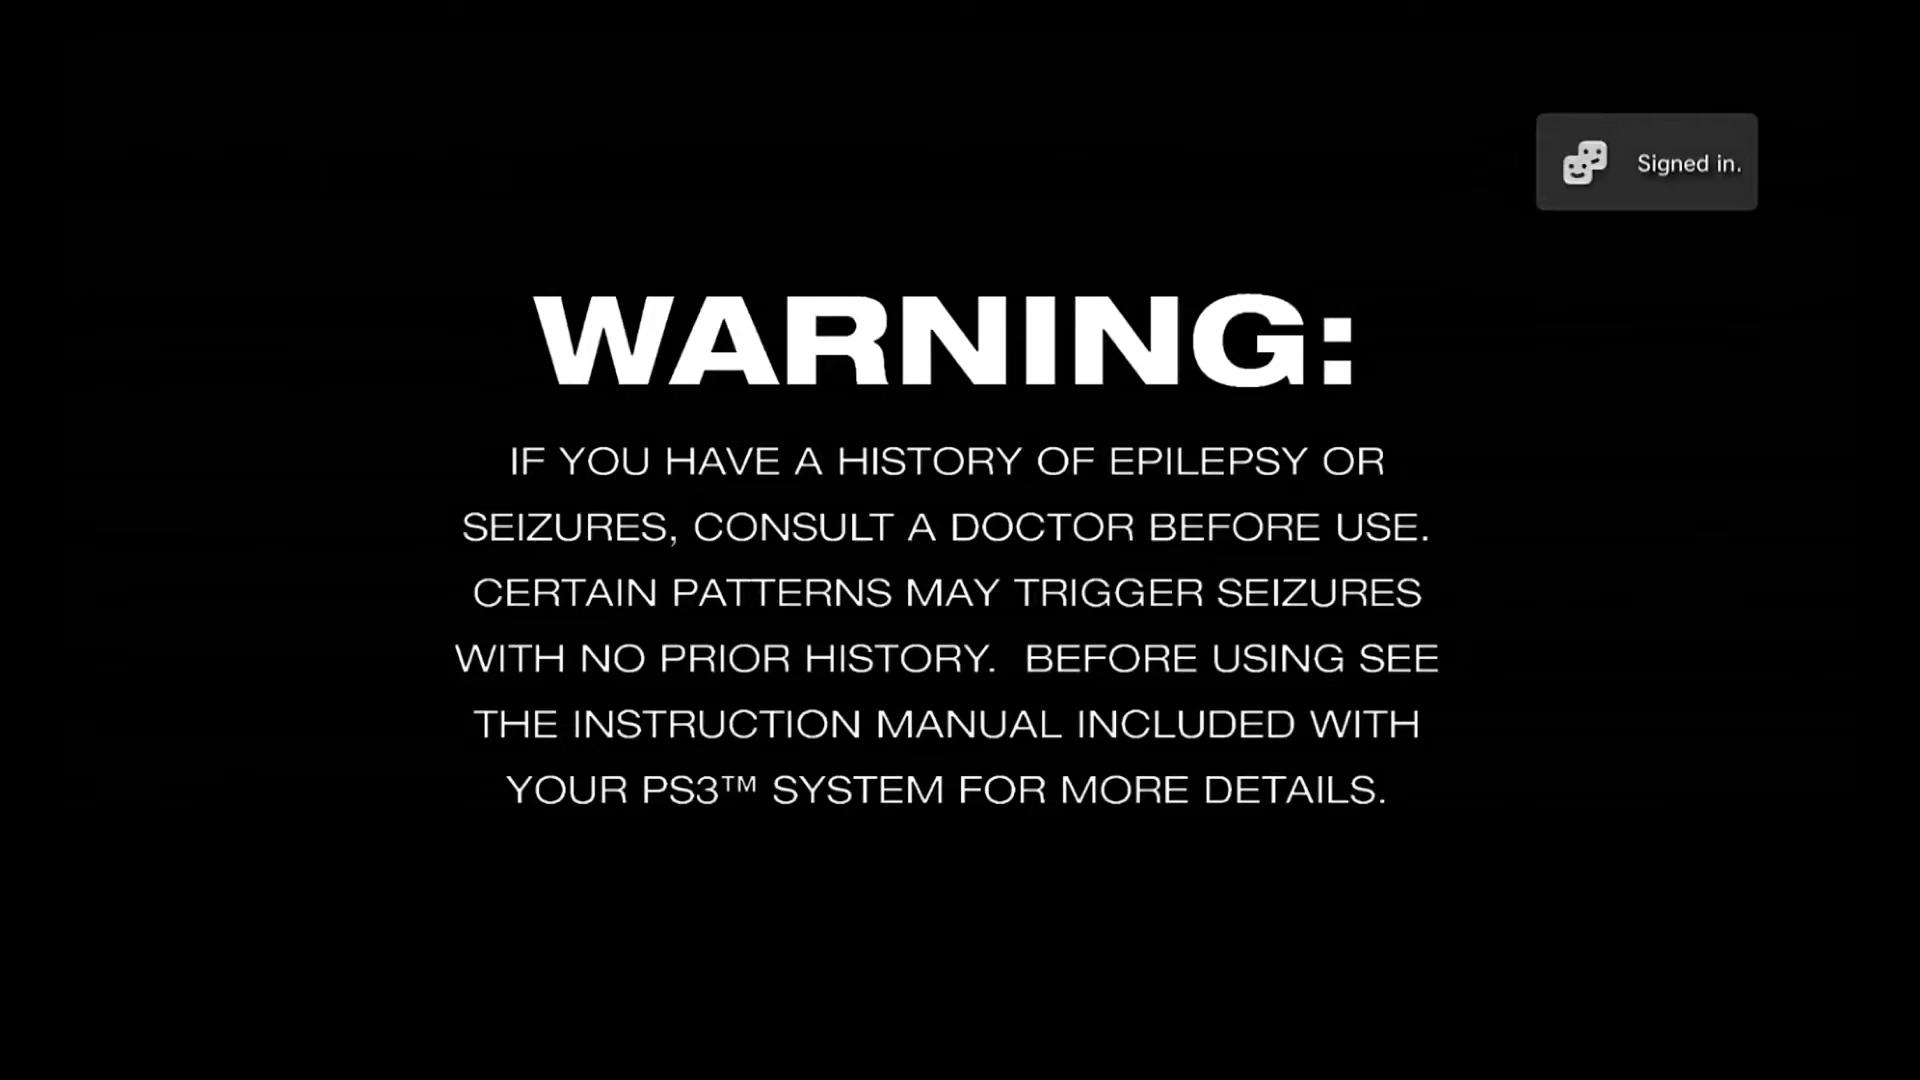 Signed in.
WARNING:
IF YOU HAVE A HISTORY OF EPILEPSY OR
SEIZURES, CONSULT A DOCTOR BEFORE USE.
CERTAIN PATTERNS MAY TRIGGER SEIZURES
WITH NO PRIOR HISTORY.  BEFORE USING SEE
THE INSTRUCTION MANUAL INCLUDED WITH
YOUR PS3™ SYSTEM FOR MORE DETAILS.